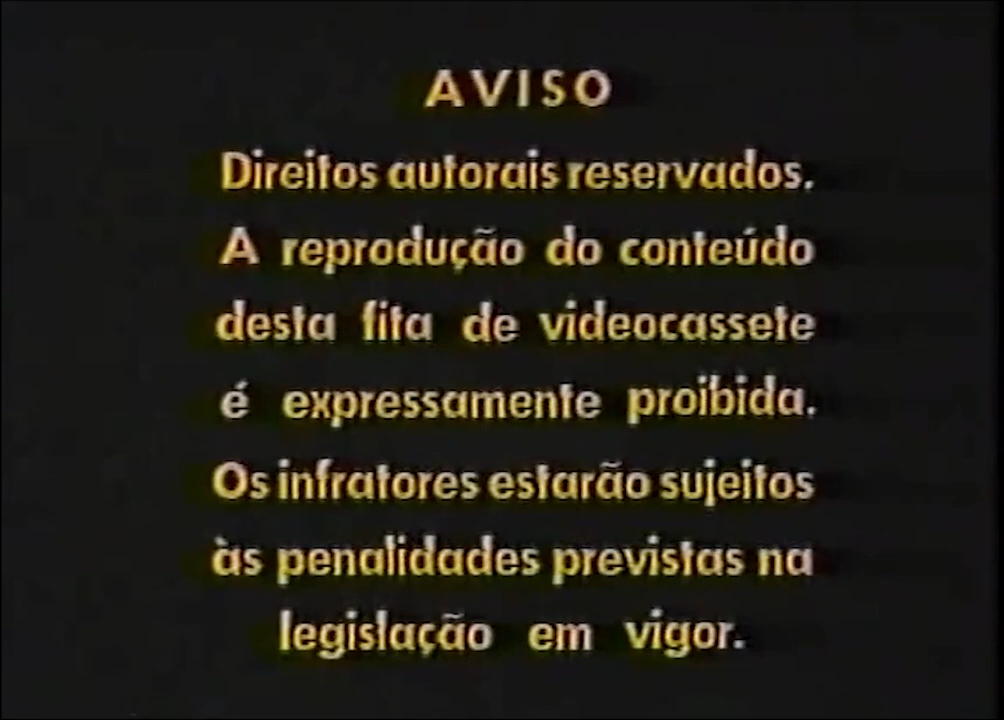 AVISO
Direitos autorais reservados.
A reprodução do conteúdo
desta fita de videocassete
é expressamente proibida.
Os infratores estarão sujeitos
às penalidades previstas na
legislação em vigor.